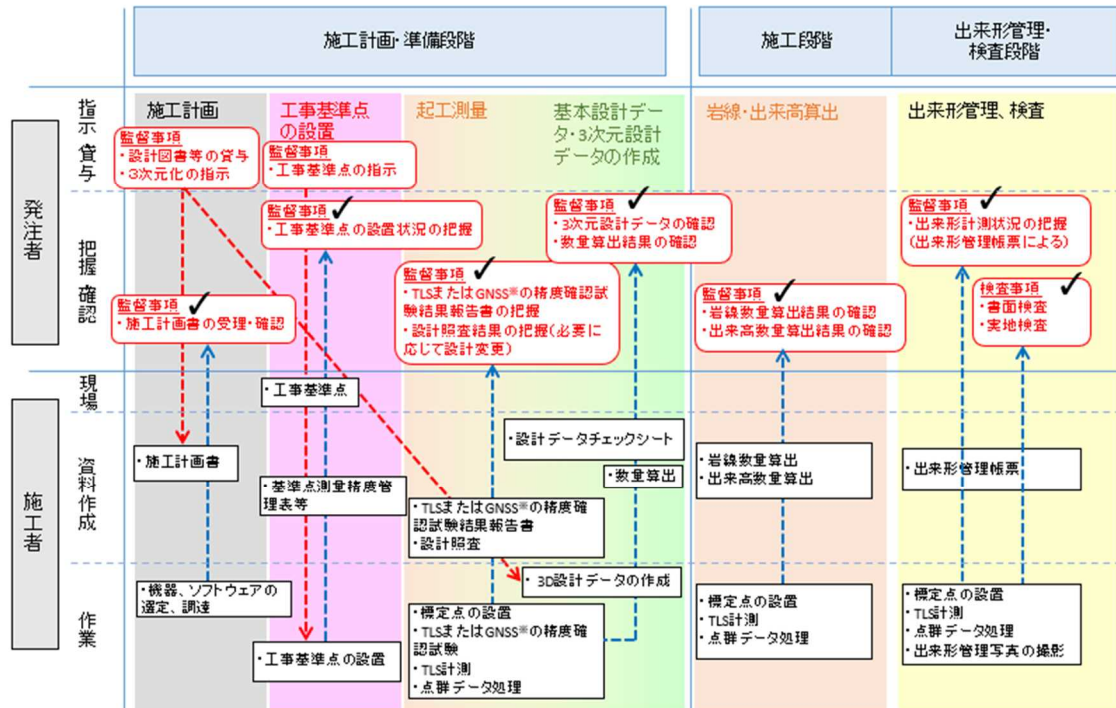 施工計画・準備段階
施工段階
出来形管理・
検査段階
発注者
指示・貸与
把握・確認
施工者
現場
資料作成
作業
施工計画
監督事項
・設計図書等の貸与
・3次元化の指示
監督事項
・施工計画書の受理・確認
・施工計画書
・機器、ソフトウェアの
選定、調達
工事基準点
の設置
監督事項
・工事基準点の指示
監督事項
・工事基準点の設置状況の把握
・工事基準点
・基準点測量精度管
理表等
・工事基準点の設置
起工測量
監督事項
・TLSまたはGNSS※の精度確認試
験結果報告書の把握
・設計照査結果の把握(必要に
応じて設計変更)
・TLSまたはGNSS※の精度確
認試験結果報告書
・設計照査
・標定点の設置
・TLSまたはGNSS※の精度確
認試験
・TLS計測
・点群データ処理
基本設計デー
タ・3次元設計
データの作成
監督事項
・3次元設計データの確認
・数量算出結果の確認
・設計データチェックシート
・数量算出
・3D設計データの作成
岩線・出来高算出
監督事項
・岩線数量算出結果の確認
・出来高数量算出結果の確認
・岩線数量算出
・出来高数量算出
・標定点の設置
・TLS計測
・点群データ処理
出来形管理、検査
監督事項
・出来形計測状況の把握
(出来形管理帳票による)
検査事項
・書面検査
・実地検査
・出来形管理帳票
・標定点の設置
・TLS計測
・点群データ処理
・出来形管理写真の撮影